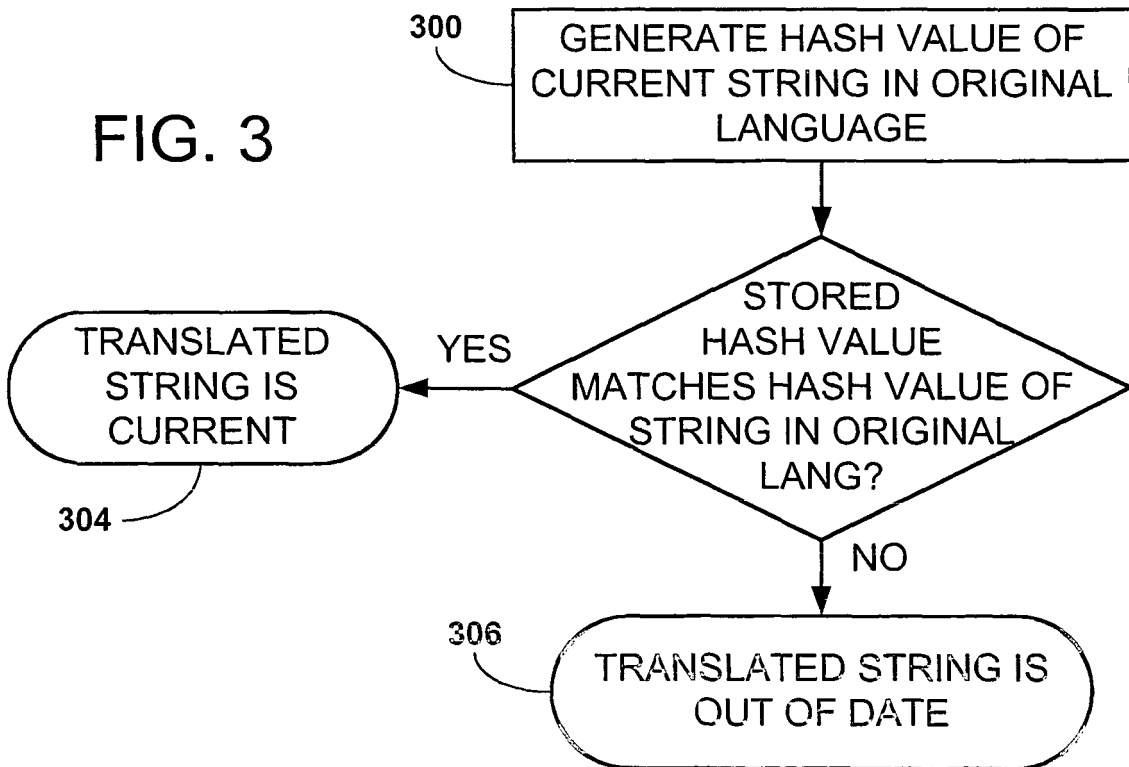 FIG. 3
300
GENERATE HASH VALUE OF
CURRENT STRING IN ORIGINAL
LANGUAGE
STORED
HASH VALUE
MATCHES HASH VALUE OF
STRING IN ORIGINAL
LANG?
YES
TRANSLATED
STRING IS
CURRENT
304
NO
306
TRANSLATED STRING IS
OUT OF DATE